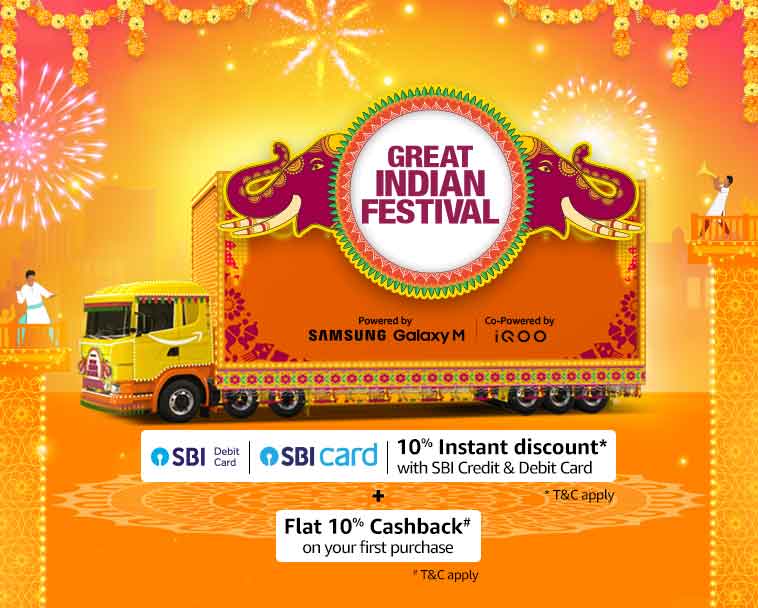 GREAT
INDIAN
FESTIVAL
Powered by
SAMSUNG Galaxy M
Co-Powered by
iQOO
SBI Debit Card
SBI card
10% Instant discount*
with SBI Credit & Debit Card
* T&C apply
+
Flat 10% Cashback#
on your first purchase
# T&C apply